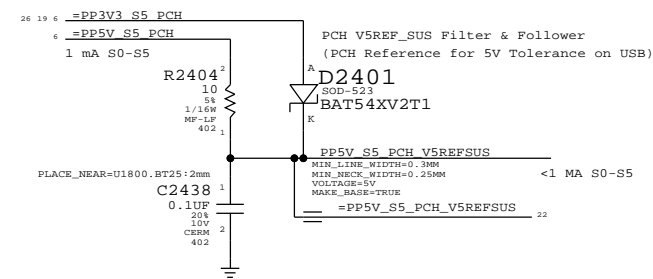 26 19 6 =PP3V3_S5_PCH
6 =PP5V_S5_PCH
1 mA S0-S5
PCH V5REF_SUS Filter & Follower
(PCH Reference for 5V Tolerance on USB)
R2404
2
10
5%
1/16W
MF-LF
402
1
A
D2401
SOD-523
BAT54XV2T1
K
PP5V_S5_PCH_V5REFSUS
MIN_LINE_WIDTH=0.3MM
MIN_NECK_WIDTH=0.25MM
VOLTAGE=5V
MAKE_BASE=TRUE
<1 MA S0-S5
PLACE_NEAR=U1800.BT25:2mm
C2438
1
0.1UF
20%
10V
CERM
402
2
=PP5V_S5_PCH_V5REFSUS 22